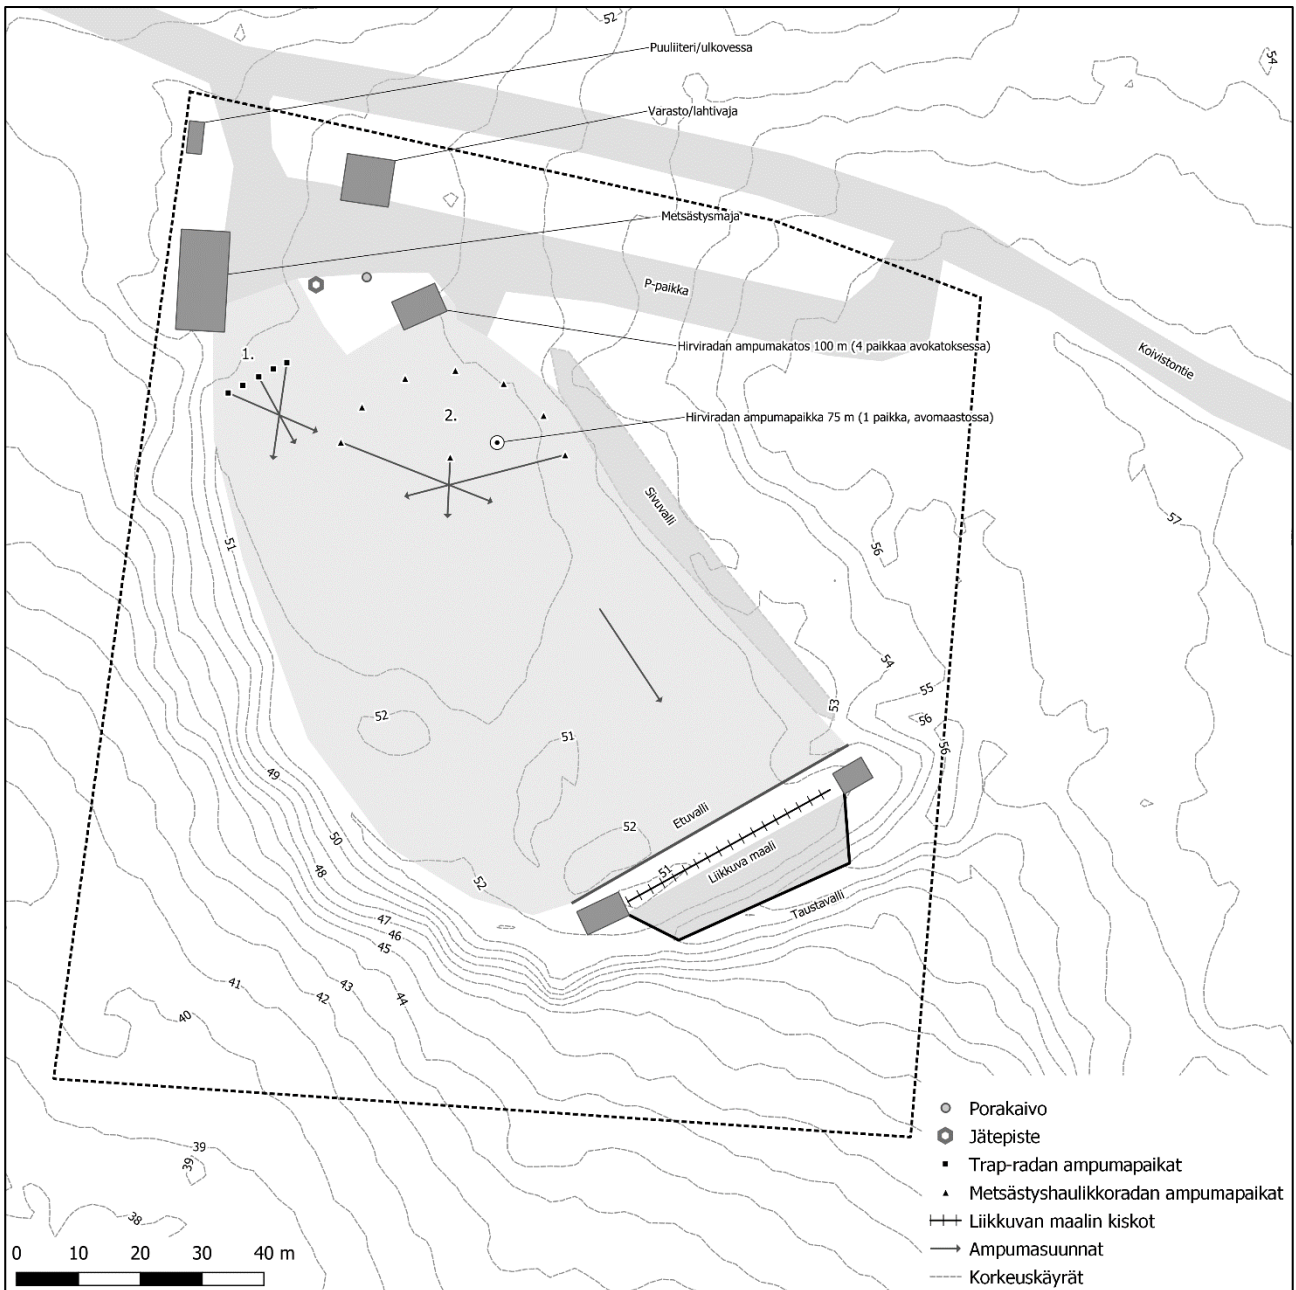 52
54
Puuliiteri/ulkovessa
Varasto/lahtivaja
Metsästysmaja
P-paikka
Hirviradan ampumakatos 100 m (4 paikkaa avokatoksessa)
Koivistontie
1.
2.
Hirviradan ampumapaikka 75 m (1 paikka, avomaastossa)
Sivuvalli
57
51
56
54
55
53
56
56
52
51
49
52
Etuvalli
50
51
Liikkuva maali
48
52
Taustavalli
47
46
45
41
43
42
44
40
39
39
38
Porakaivo
Jätepiste
Trap-radan ampumapaikat
Metsästyshaulikkoradan ampumapaikat
Liikkuvan maalin kiskot
Ampumasuunnat
Korkeuskäyrät
0 10 20 30 40 m